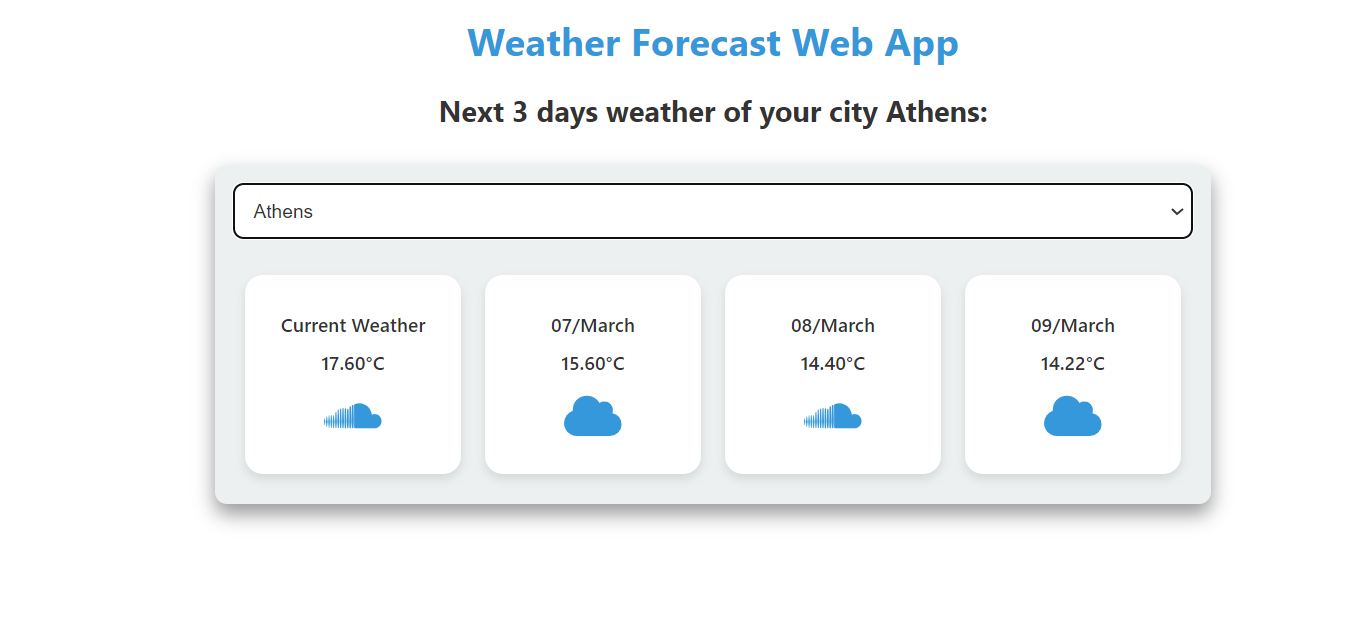 Weather Forecast Web App
Next 3 days weather of your city Athens:
Athens
Current Weather
17.60°C
07/March
15.60°C
08/March
14.40°C
09/March
14.22°C